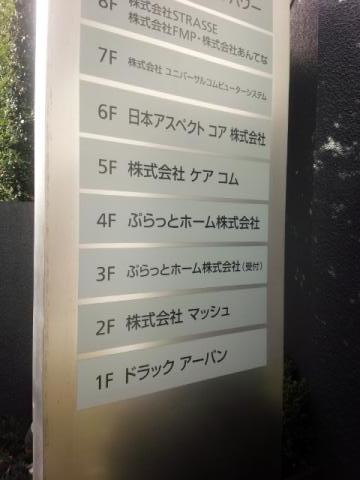 8F 株式会社STRASSE
株式会社FMP・株式会社あんてな
7F 株式会社 ユニバーサルコムピューターシステム
6F 日本アスペクト コア 株式会社
5F 株式会社 ケア コム
4F ぷらっとホーム株式会社
3F ぷらっとホーム株式会社(受付)
2F 株式会社 マッシュ
1F ドラック アーバン